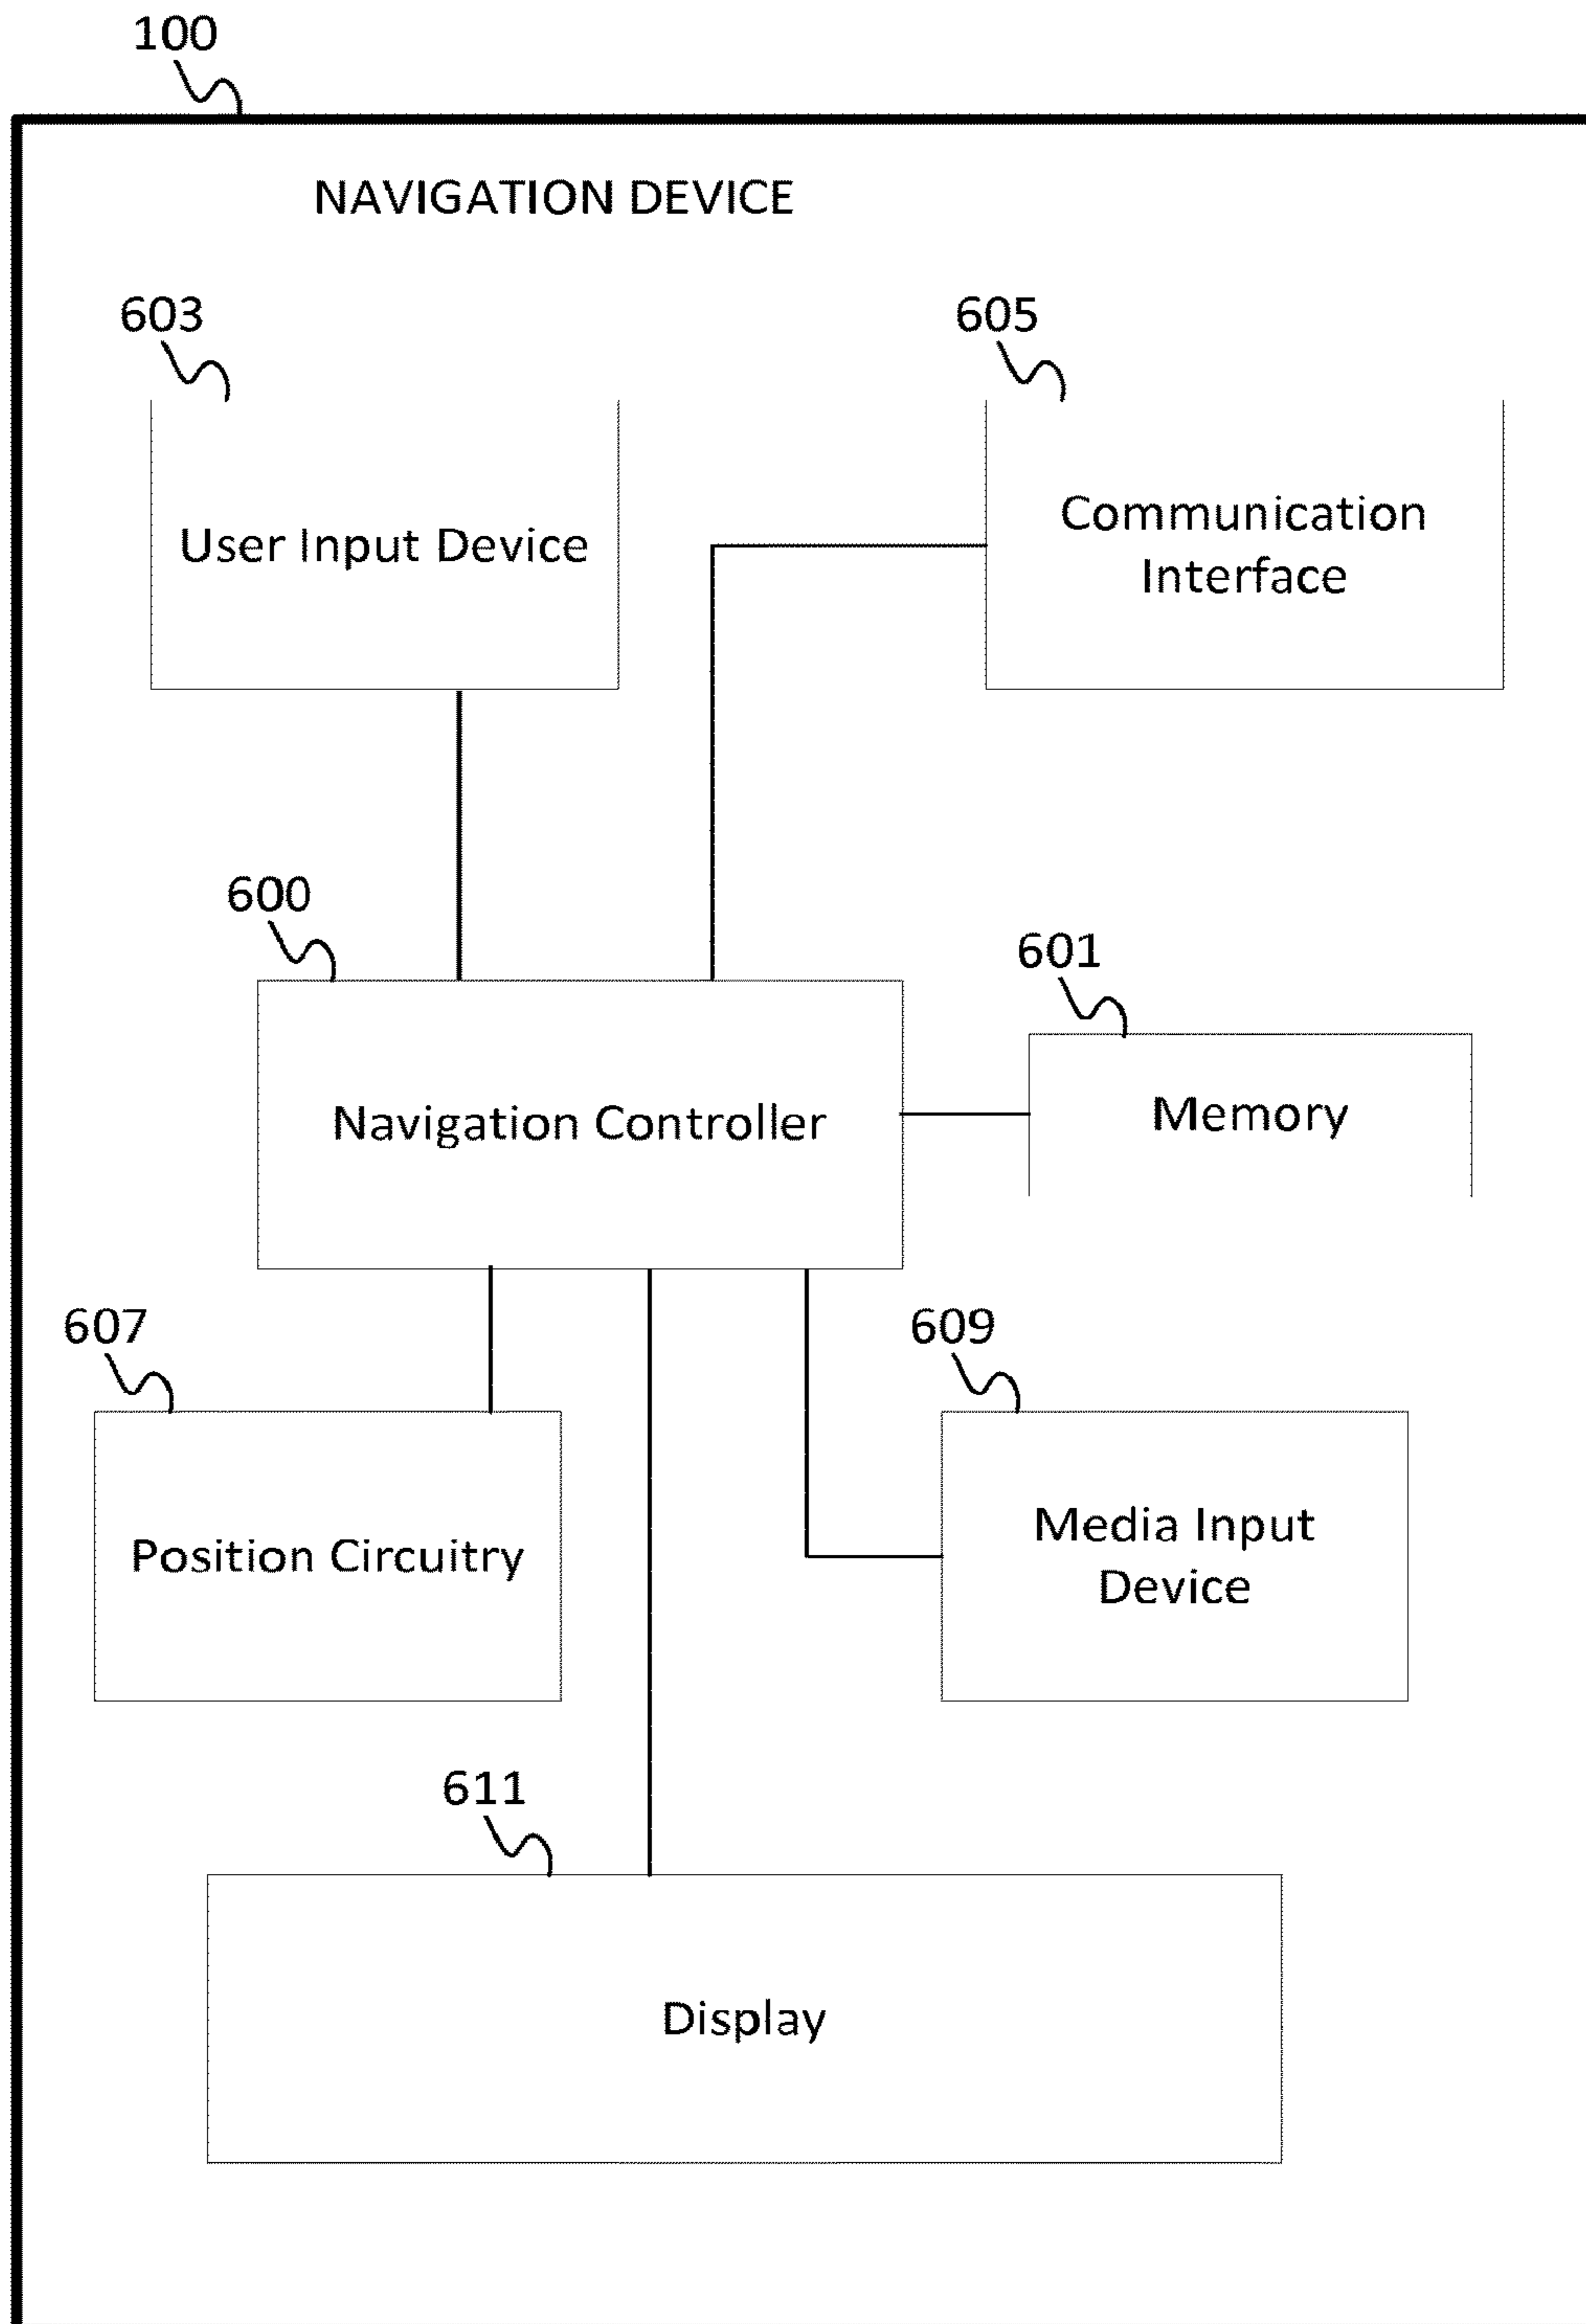 100
NAVIGATION DEVICE
603
605
User Input Device
Communication
Interface
600
601
Navigation Controller
Memory
607
609
Position Circuitry
Media Input
Device
611
Display